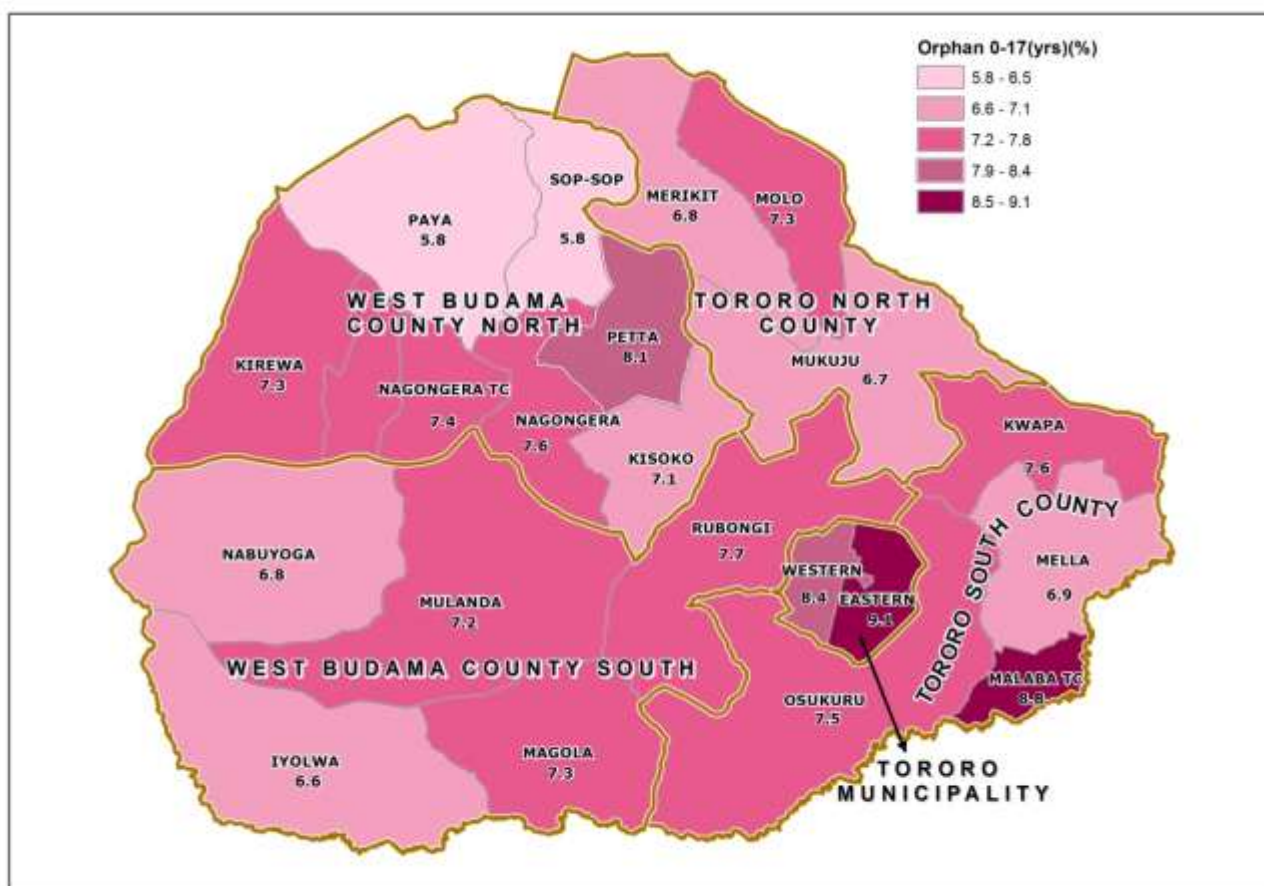 Orphan 0-17(yrs)(%)
5.8 - 6.5
6.6 - 7.1
7.2 - 7.8
7.9 - 8.4
8.5 - 9.1
SOP-SOP
5.8
MERIKIT
6.8
MOLO
7.3
PAYA
5.8
WEST BUDAMA
COUNTY NORTH
TORORO NORTH
COUNTY
PETTA
8.1
MUKUJU
6.7
KIREWA
7.3
NAGONGERA TC
7.4
NAGONGERA
7.6
KISOKO
7.1
KWAPA
7.6
TORORO SOUTH COUNTY
NABUYOGA
6.8
RUBONGI
7.7
WESTERN
8.4
EASTERN
9.1
MELLA
6.9
MULANDA
7.2
WEST BUDAMA COUNTY SOUTH
MALABA TC
8.8
OSUKURU
7.5
IYOLWA
6.6
MAGOLA
7.3
TORORO
MUNICIPALITY